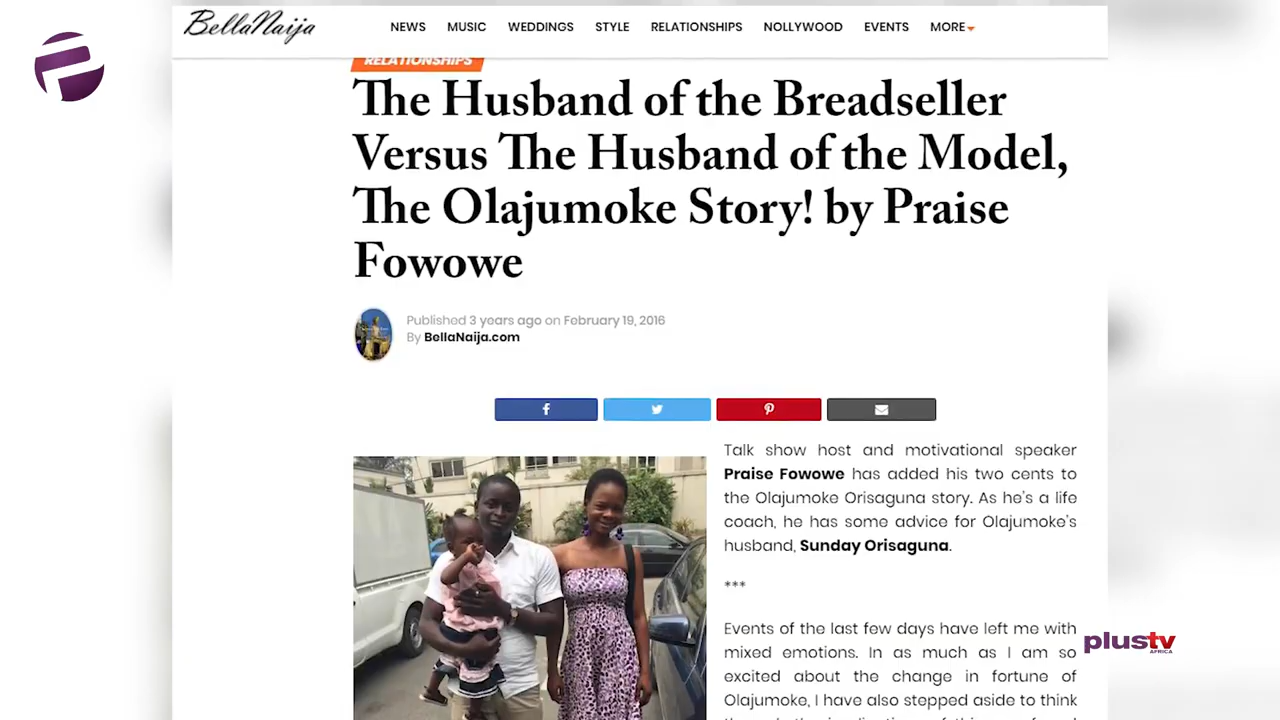 BellaNaija
NEWS MUSIC WEDDINGS STYLE RELATIONSHIPS NOLLYWOOD EVENTS MORE
RELATIONSHIPS
The Husband of the Breadseller
Versus The Husband of the Model,
The Olajumoke Story! by Praise
Fowowe
Published 3 years ago on February 19, 2016
By BellaNaija.com
Talk show host and motivational speaker
Praise Fowowe has added his two cents to
the Olajumoke Orisaguna story. As he's a life
coach, he has some advice for Olajumoke's
husband, Sunday Orisaguna.
***
Events of the last few days have left me with
mixed emotions. In as much as I am so
excited about the change in fortune of
Olajumoke, I have also stepped aside to think
plustv
AFRICA